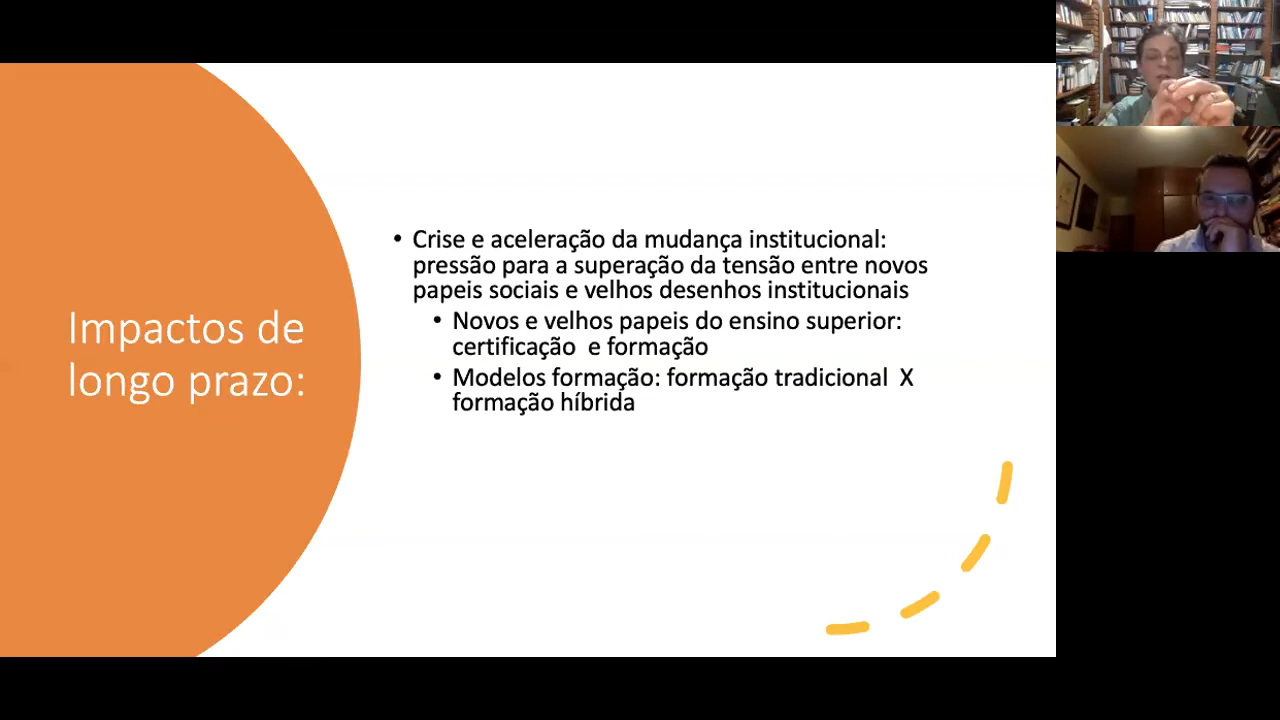 Impactos de
longo prazo:
• Crise e aceleração da mudança institucional:
pressão para a superação da tensão entre novos
papeis sociais e velhos desenhos institucionais
• Novos e velhos papeis do ensino superior:
certificação e formação
• Modelos formação: formação tradicional X
formação híbrida